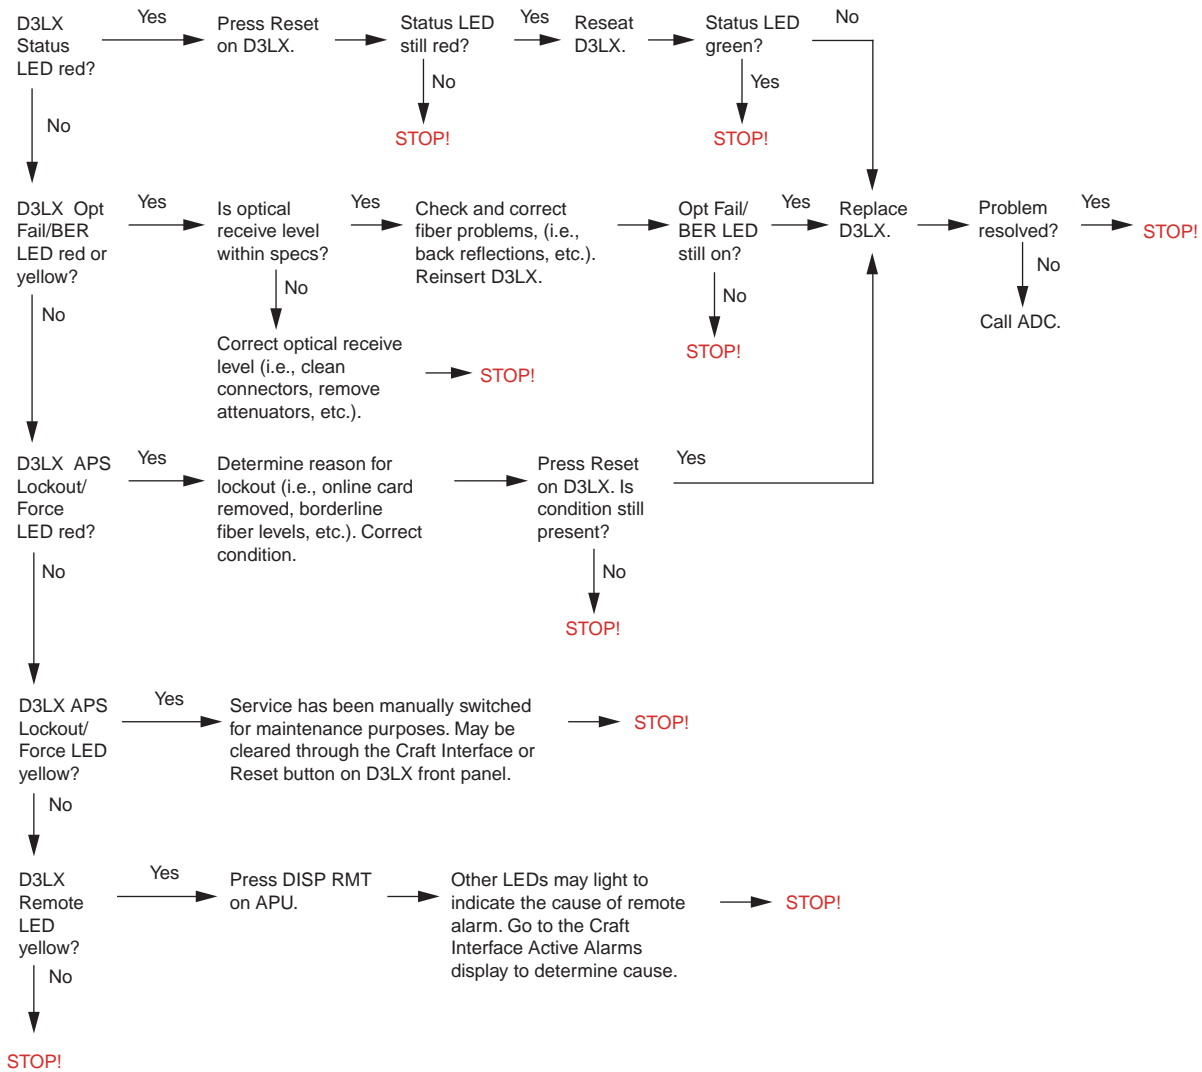 D3LX
Status
LED red?
Yes
Press Reset
on D3LX.
Status LED
still red?
Yes
Reseat
D3LX.
Status LED
green?
No
No
STOP!
Yes
STOP!
No
D3LX Opt
Fail/BER
LED red or
yellow?
Yes
Is optical
receive level
within specs?
Yes
Check and correct
fiber problems, (i.e.,
back reflections, etc.).
Reinsert D3LX.
Opt Fail/
BER LED
still on?
Yes
Replace
D3LX.
Problem
resolved?
Yes
STOP!
No
Call ADC.
No
STOP!
No
Correct optical receive
level (i.e., clean
connectors, remove
attenuators, etc.).
STOP!
No
D3LX APS
Lockout/
Force
LED red?
Yes
Determine reason for
lockout (i.e., online card
removed, borderline
fiber levels, etc.). Correct
condition.
Press Reset
on D3LX. Is
condition still
present?
Yes
No
STOP!
No
D3LX APS
Lockout/
Force LED
yellow?
Yes
Service has been manually switched
for maintenance purposes. May be
cleared through the Craft Interface or
Reset button on D3LX front panel.
STOP!
No
D3LX
Remote
LED
yellow?
Yes
Press DISP RMT
on APU.
Other LEDs may light to
indicate the cause of remote
alarm. Go to the Craft
Interface Active Alarms
display to determine cause.
STOP!
No
STOP!